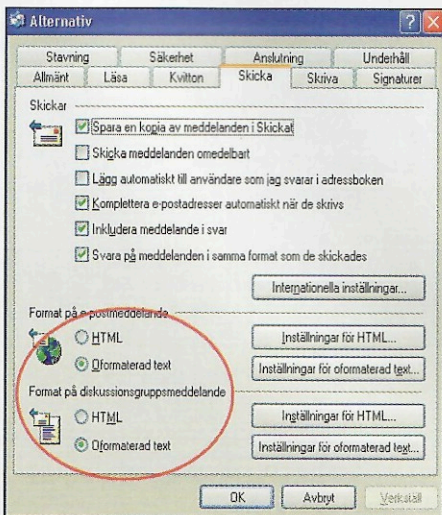 Alternativ
Stavning Säkerhet Anslutning Underhåll
Allmänt Läsa Kvitton Skicka Skriva Signaturer
Skickar
Spara en kopia av meddelanden i Skickat
Skicka meddelanden omedelbart
Lägg automatiskt till användare som jag svarar i adressboken
Komplettera e-postadresser automatiskt när de skrivs
Inkludera meddelande i svar
Svara på meddelanden i samma format som de skickades
Internationella inställningar...
Format på e-postmeddelande
HTML Inställningar för HTML...
Oformaterad text Inställningar för oformaterad text...
Format på diskussionsgruppsmeddelande
HTML Inställningar för HTML...
Oformaterad text Inställningar för oformaterad text...
OK Avbryt Verkställ